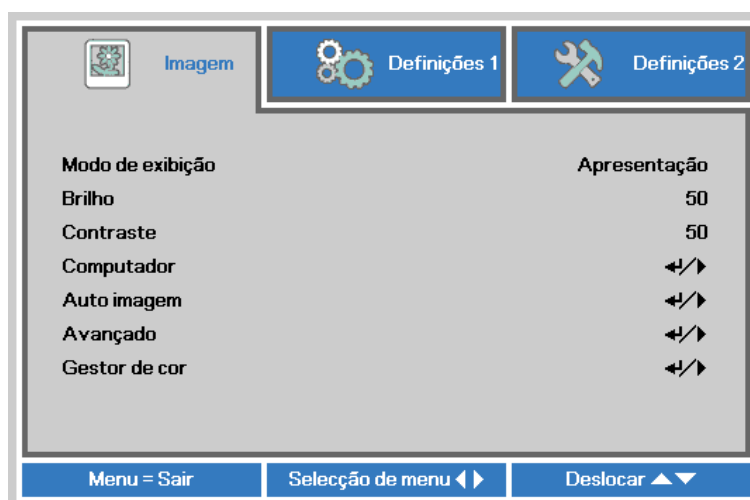 Imagem Definições 1 Definições 2
Modo de exibição Apresentação
Brilho 50
Contraste 50
Computador
Auto imagem
Avançado
Gestor de cor
Menu = Sair Selecção de menu Deslocar